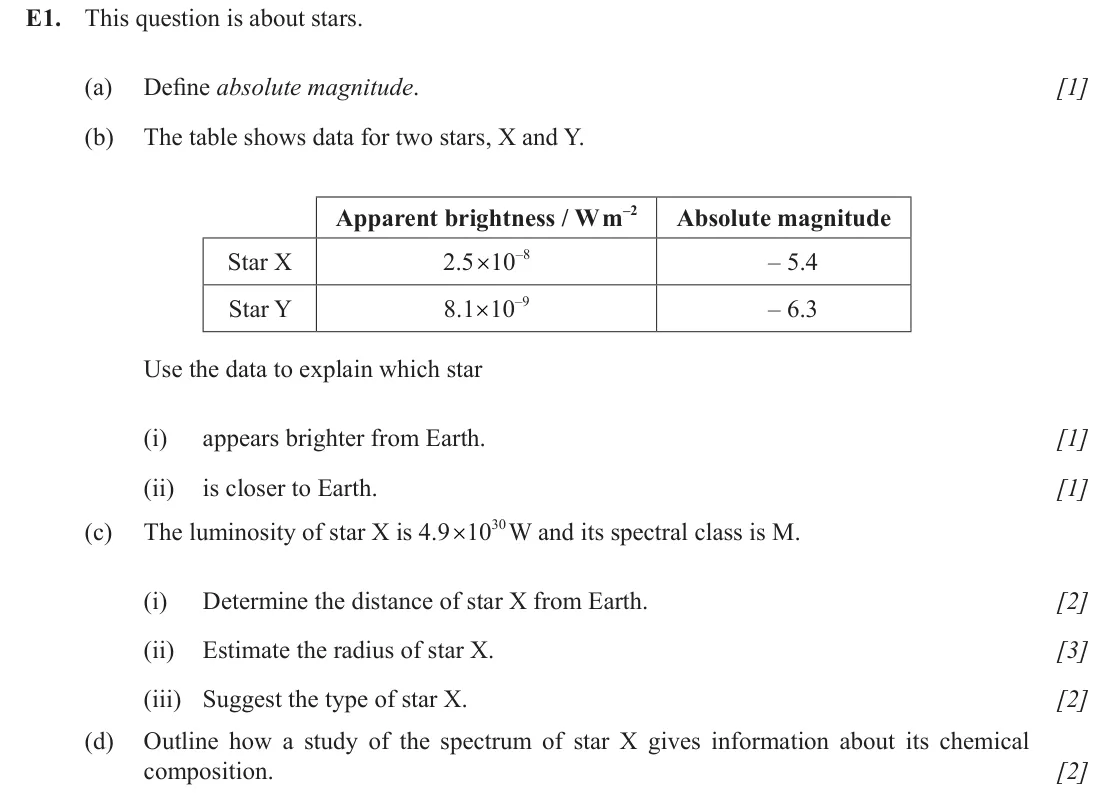 E1. This question is about stars.
(a) Define absolute magnitude. [1]
(b) The table shows data for two stars, X and Y.
Apparent brightness / W m⁻² Absolute magnitude
Star X 2.5×10⁻⁸ – 5.4
Star Y 8.1×10⁻⁹ – 6.3
Use the data to explain which star
(i) appears brighter from Earth. [1]
(ii) is closer to Earth. [1]
(c) The luminosity of star X is 4.9×10³⁰ W and its spectral class is M.
(i) Determine the distance of star X from Earth. [2]
(ii) Estimate the radius of star X. [3]
(iii) Suggest the type of star X. [2]
(d) Outline how a study of the spectrum of star X gives information about its chemical
composition. [2]